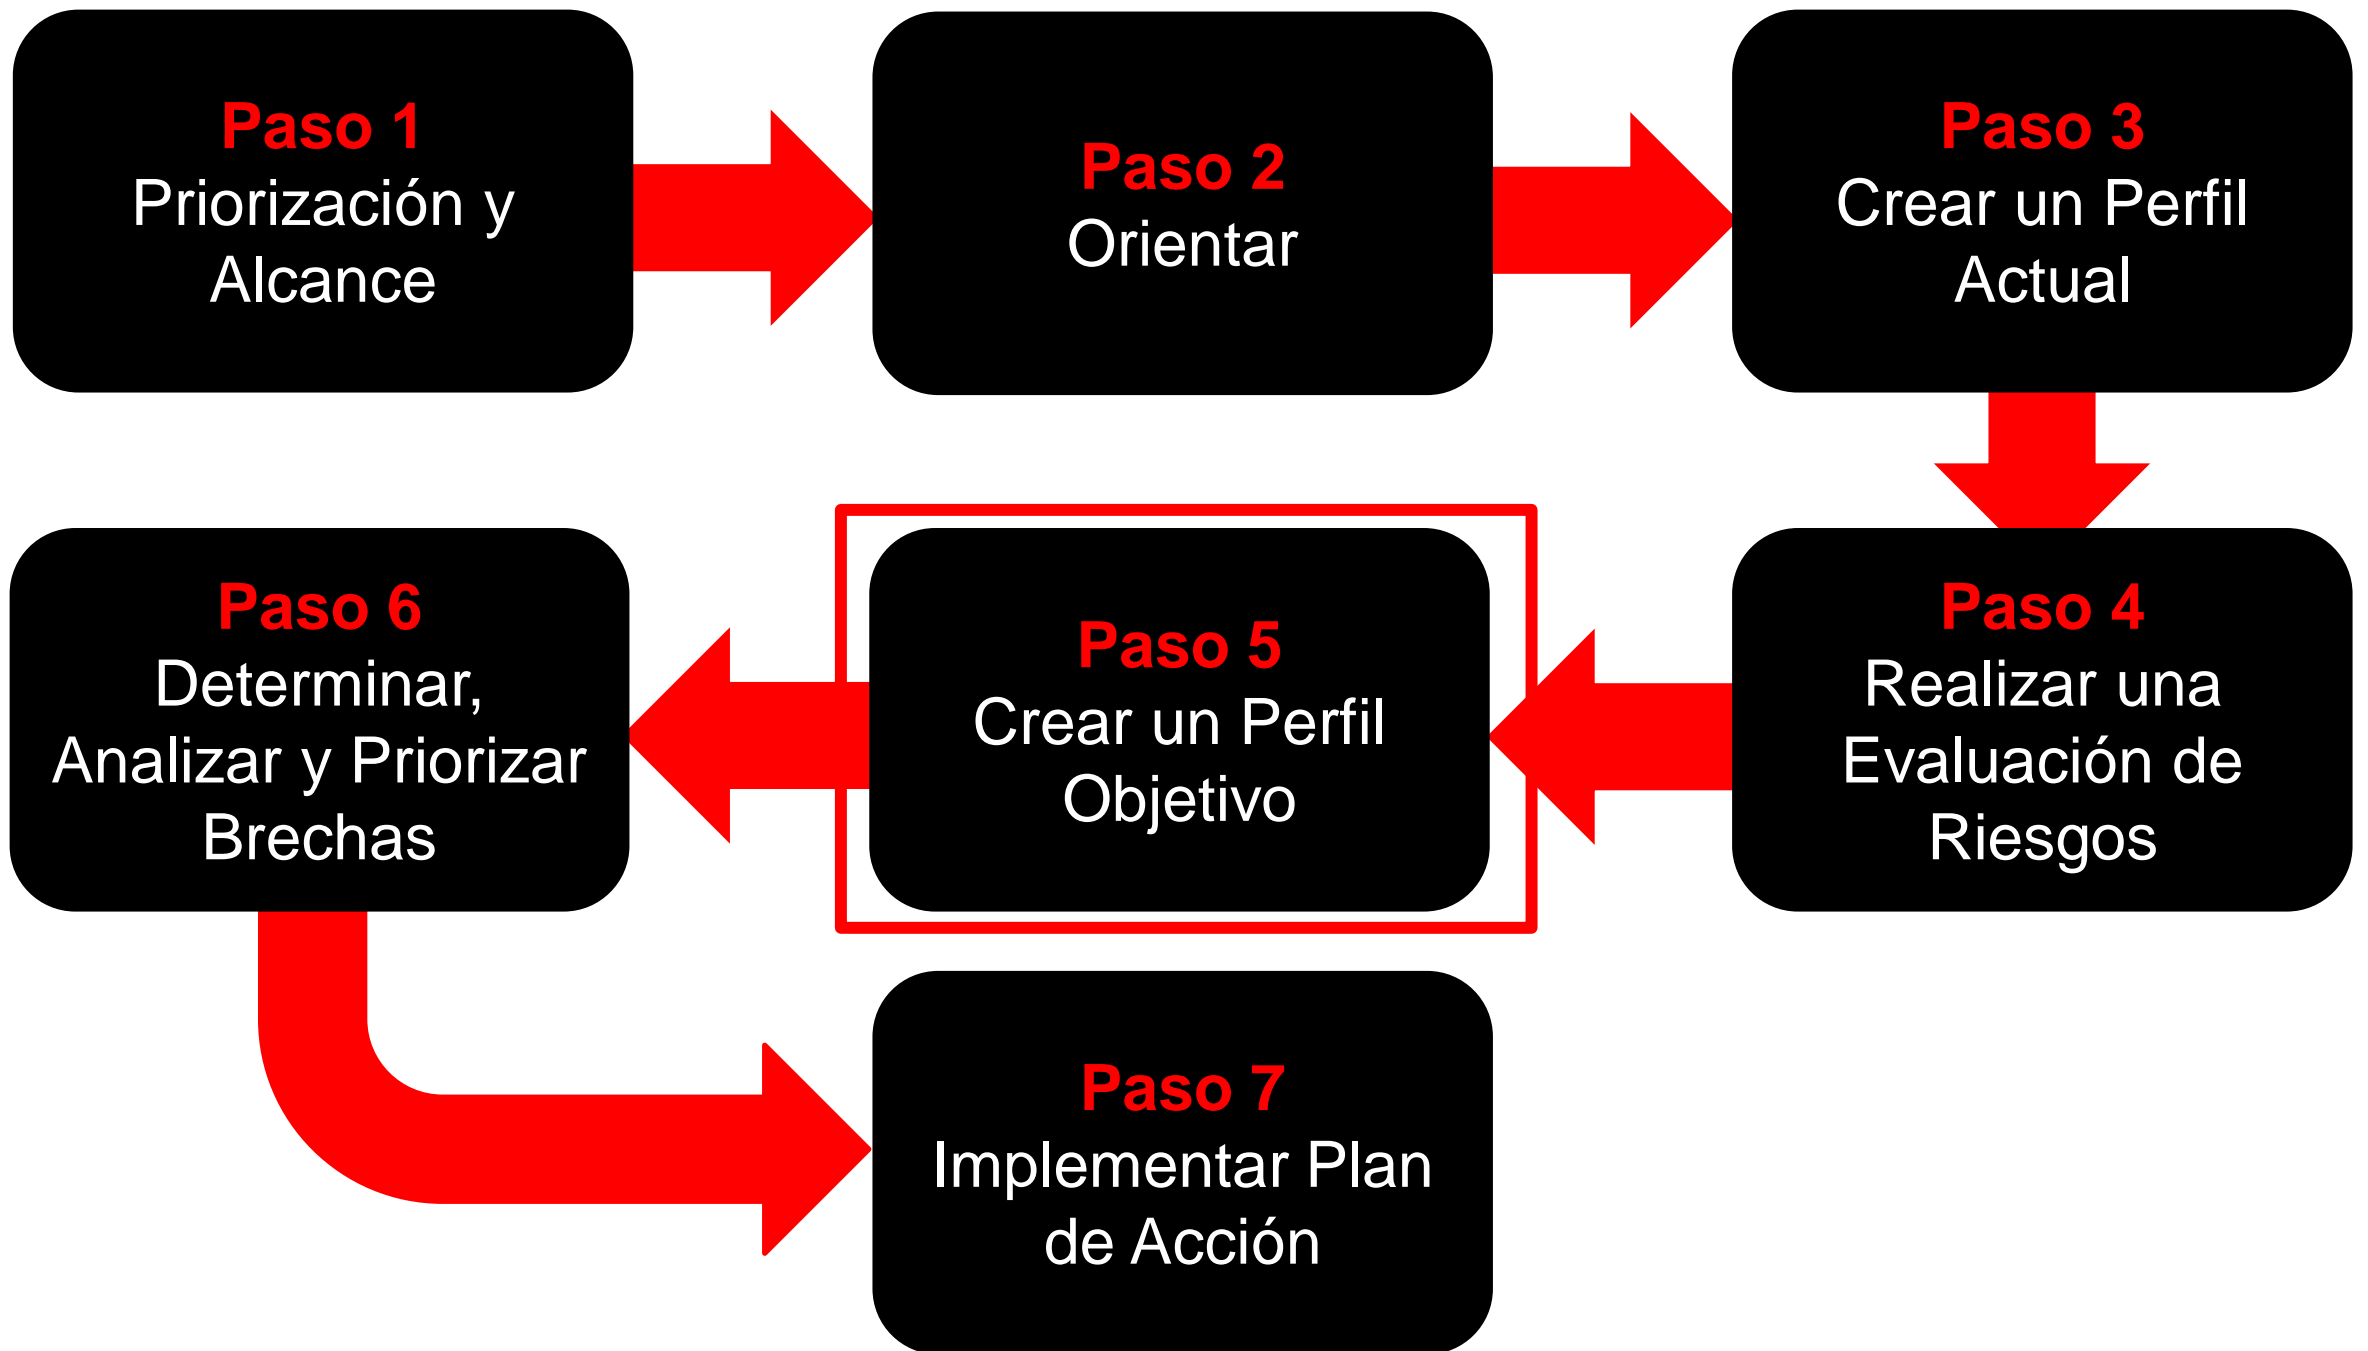 Paso 1
Priorización y
Alcance
Paso 2
Orientar
Paso 3
Crear un Perfil
Actual
Paso 4
Realizar una
Evaluación de
Riesgos
Paso 5
Crear un Perfil
Objetivo
Paso 6
Determinar,
Analizar y Priorizar
Brechas
Paso 7
Implementar Plan
de Acción